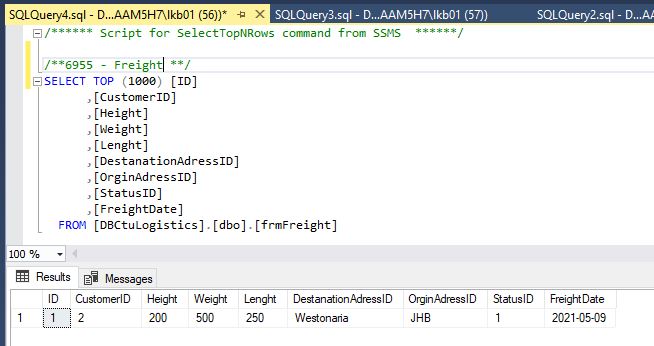 SQLQuery4.sql - D...AAM5H7\lkb01 (56))* SQLQuery3.sql - D...AAM5H7\lkb01 (57)) SQLQuery2.sql - D...AA
/****** Script for SelectTopNRows command from SSMS ******/
/**6955 - Freight **/
SELECT TOP (1000) [ID]
,[CustomerID]
,[Height]
,[Weight]
,[Lenght]
,[DestanationAdressID]
,[OrginAdressID]
,[StatusID]
,[FreightDate]
FROM [DBCtuLogistics].[dbo].[frmFreight]
100 %
Results Messages
ID CustomerID Height Weight Lenght DestanationAdressID OrginAdressID StatusID FreightDate
1 1 2 200 500 250 Westonaria JHB 1 2021-05-09